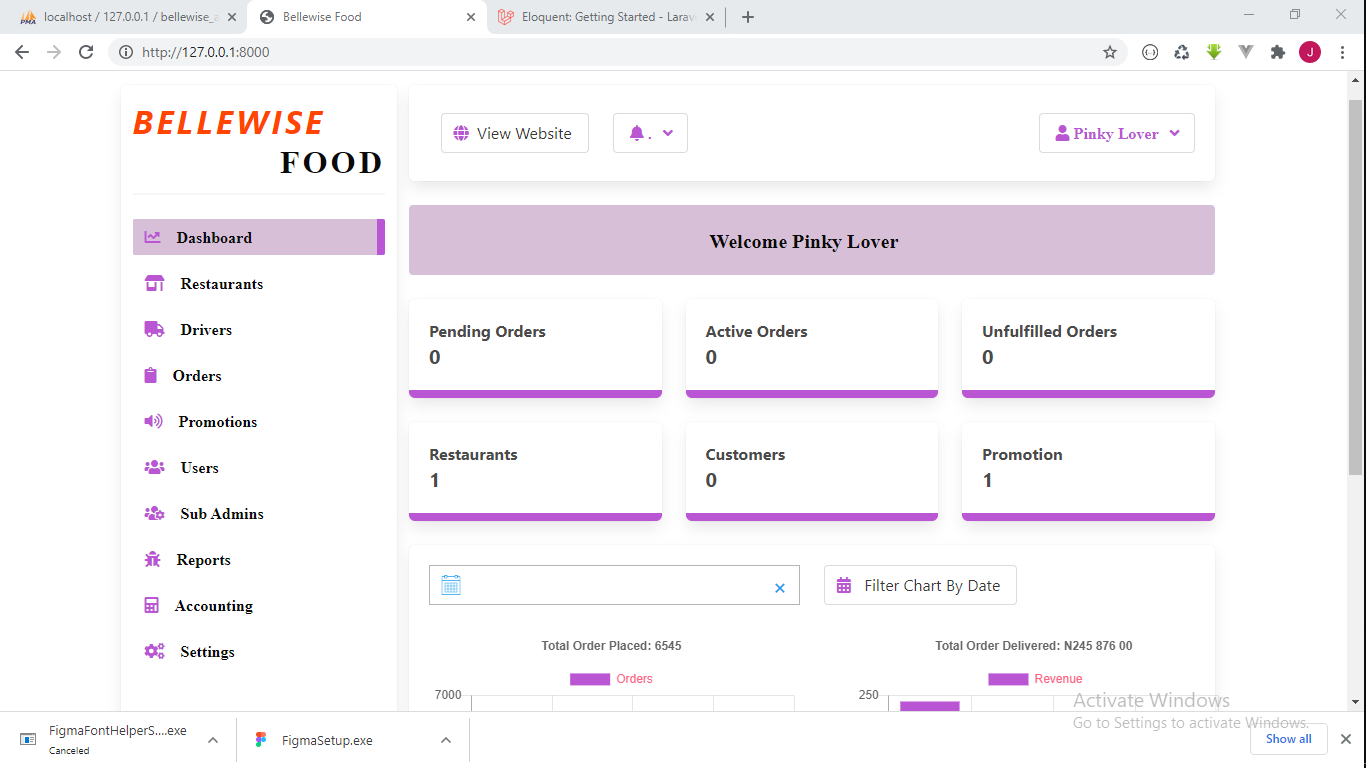 localhost / 127.0.0.1 / bellewise_a
Bellewise Food
Eloquent: Getting Started - Larav
http://127.0.0.1:8000
J
BELLEWISE
FOOD
View Website
.
Pinky Lover
Dashboard
Restaurants
Drivers
Orders
Promotions
Users
Sub Admins
Reports
Accounting
Settings
Welcome Pinky Lover
Pending Orders
0
Active Orders
0
Unfulfilled Orders
0
Restaurants
1
Customers
0
Promotion
1
Filter Chart By Date
Total Order Placed: 6545
Orders
7000
Total Order Delivered: N245 876 00
Revenue
250
Activate Windows
Go to Settings to activate Windows.
FigmaFontHelperS....exe
Canceled
FigmaSetup.exe
Show all